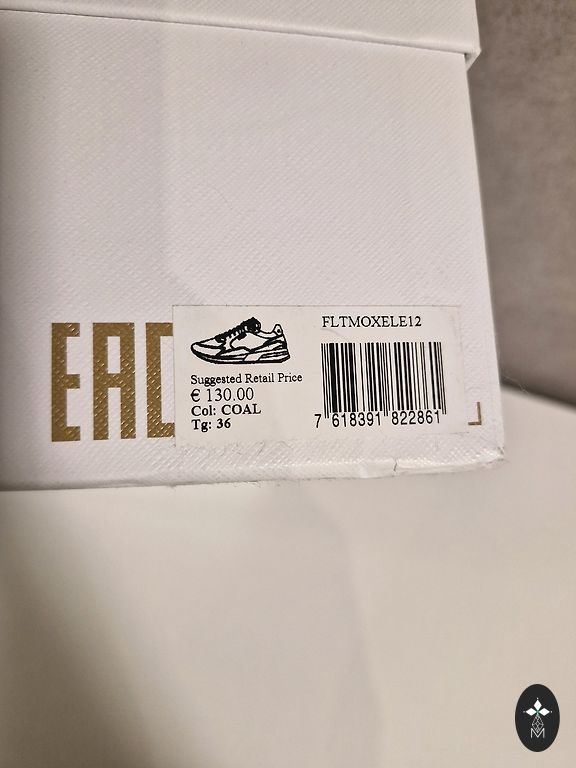 EAC
FLTMOXELE12
Suggested Retail Price
€ 130.00
Col: COAL
Tg: 36
7 618391 822861
M